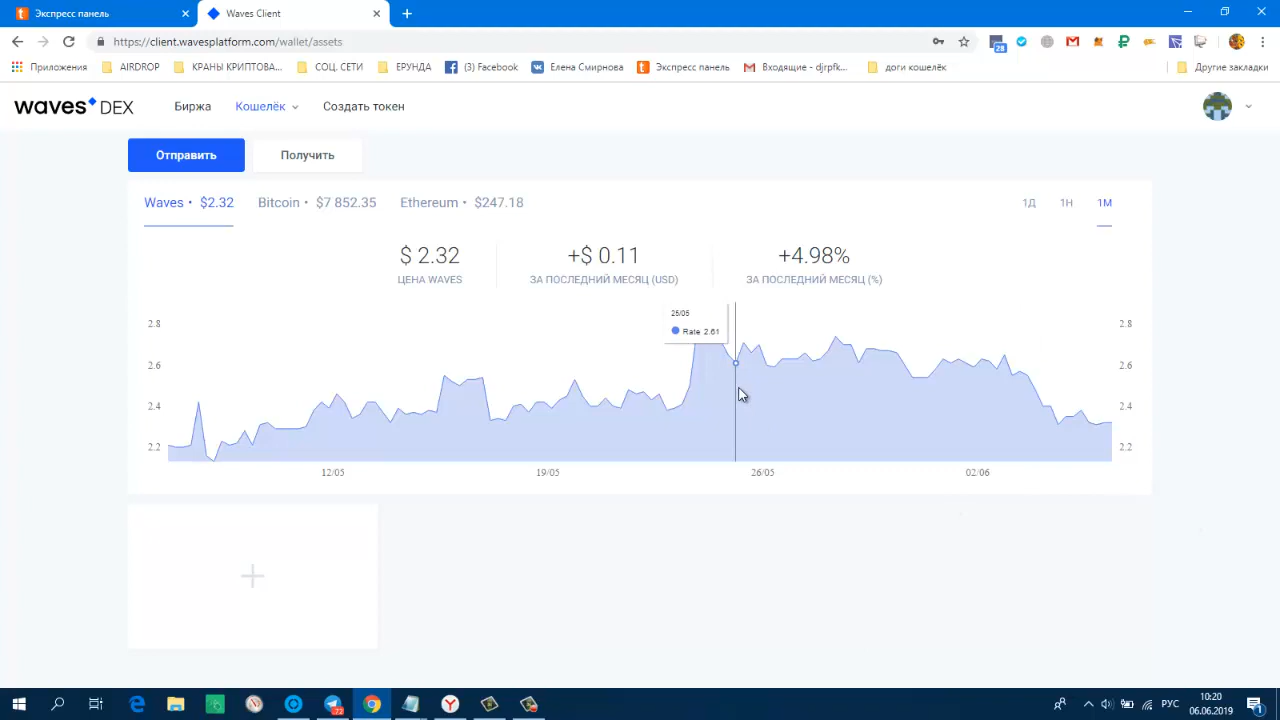 Экспресс панель
Waves Client
https://client.wavesplatform.com/wallet/assets
28
Приложения
AIRDROP
КРАНЫ КРИПТОВА...
СОЦ. СЕТИ
ЕРУНДА
(3) Facebook
Елена Смирнова
Экспресс панель
Входящие - djrpfk...
доги кошелёк
Другие закладки
waves DEX
Биржа
Кошелёк
Создать токен
Отправить
Получить
Waves • $2.32
Bitcoin • $7 852.35
Ethereum • $247.18
1Д
1Н
1М
$ 2.32
+$ 0.11
+4.98%
ЦЕНА WAVES
ЗА ПОСЛЕДНИЙ МЕСЯЦ (USD)
ЗА ПОСЛЕДНИЙ МЕСЯЦ (%)
25/05
Rate 2.61
2.8
2.8
2.6
2.6
2.4
2.4
2.2
2.2
12/05
19/05
26/05
02/06
72
РУС
10:20
06.06.2019
1